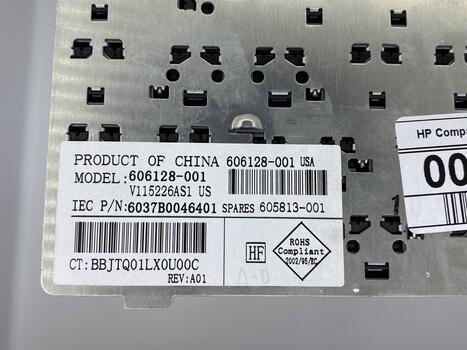 PRODUCT OF CHINA 606128-001 USA
MODEL:606128-001
V115226AS1 US
IEC P/N:6037B0046401 SPARES 605813-001
HF
ROHS
Compliant
2002/95/EC
CT:BBJTQ01LX0U00C
REV:A01
Δ-D
HP Compa
00